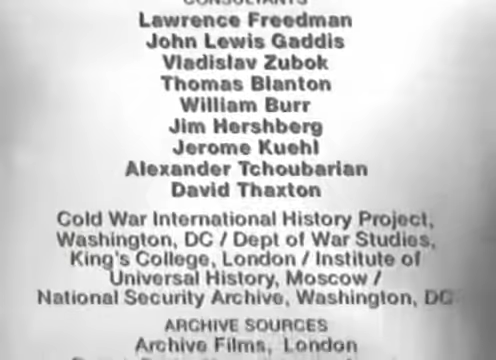 CONSULTANTS
Lawrence Freedman
John Lewis Gaddis
Vladislav Zubok
Thomas Blanton
William Burr
Jim Hershberg
Jerome Kuehl
Alexander Tchoubarian
David Thaxton
Cold War International History Project,
Washington, DC / Dept of War Studies,
King's College, London / Institute of
Universal History, Moscow /
National Security Archive, Washington, DC
ARCHIVE SOURCES
Archive Films, London